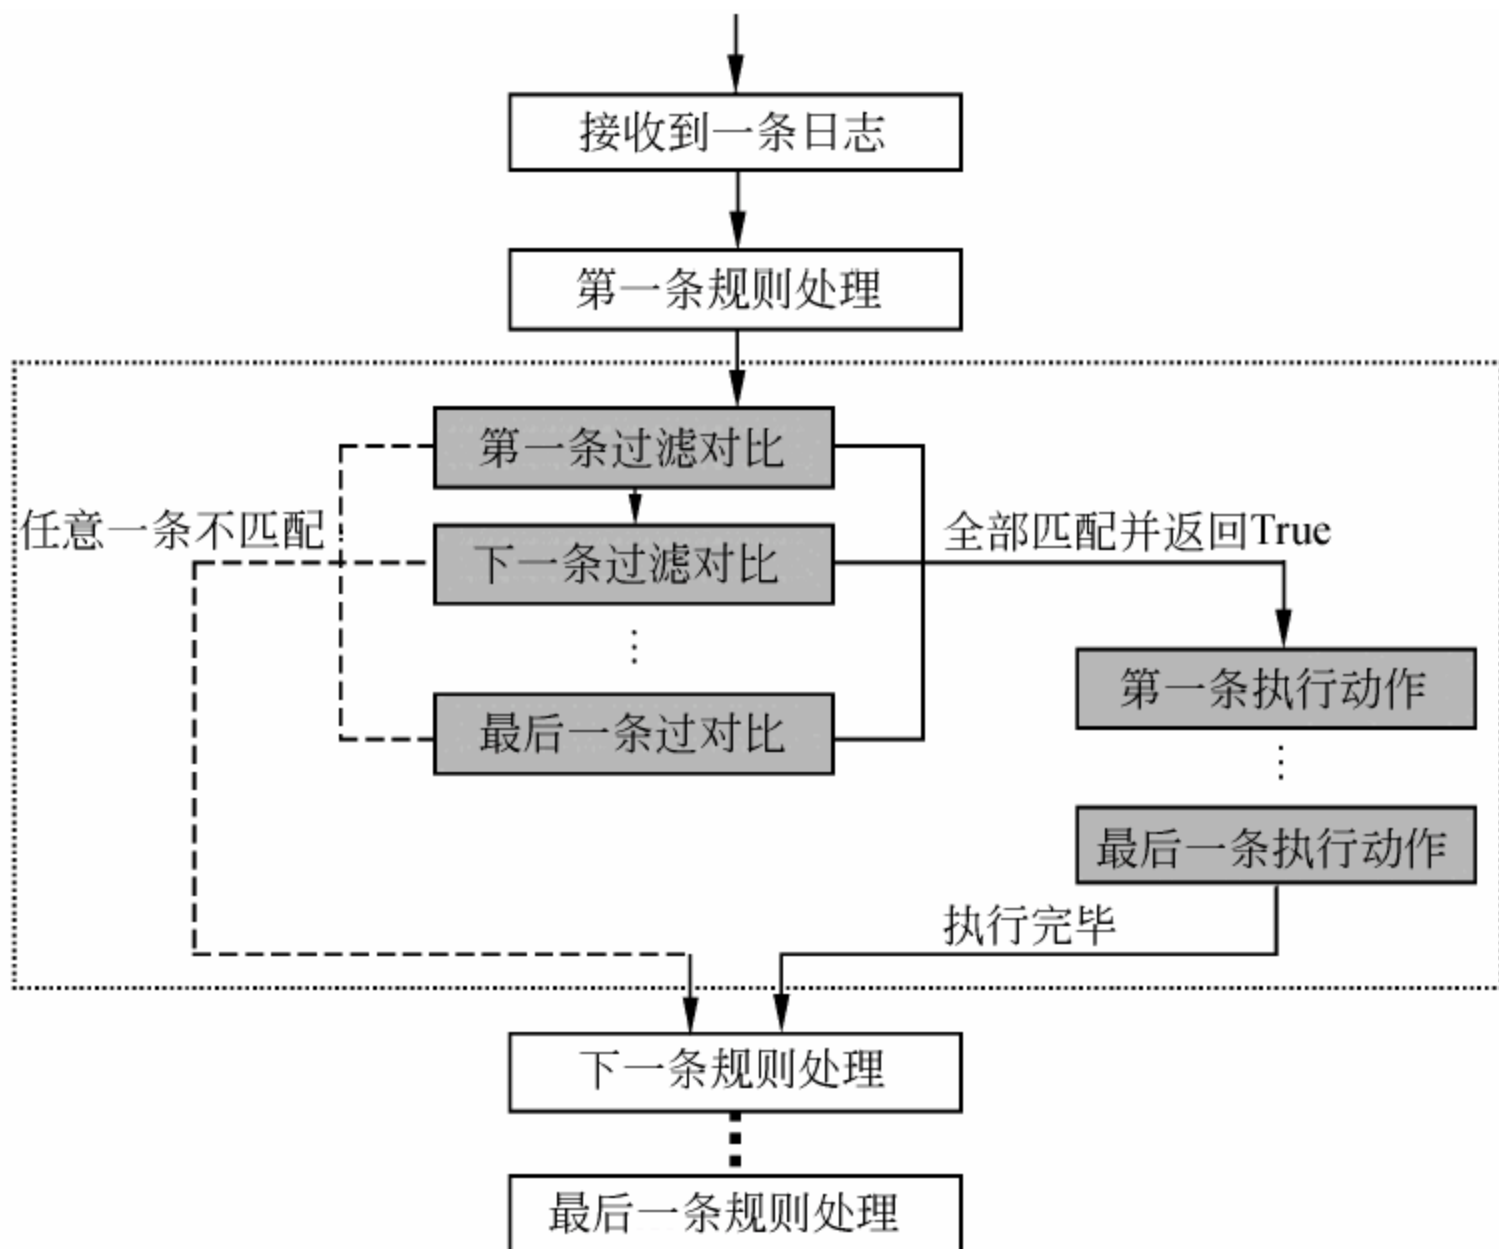 接收到一条日志
第一条规则处理
第一条过滤对比
任意一条不匹配
下一条过滤对比
全部匹配并返回True
最后一条过对比
第一条执行动作
最后一条执行动作
执行完毕
下一条规则处理
最后一条规则处理